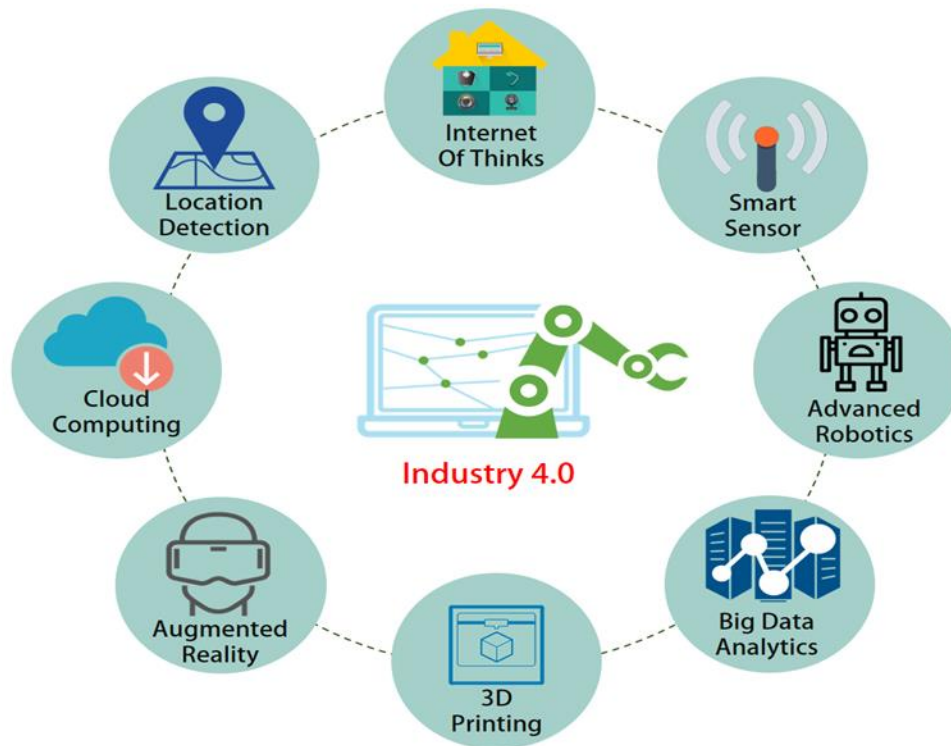 Internet
Of Thinks
Smart
Sensor
Advanced
Robotics
Big Data
Analytics
3D
Printing
Augmented
Reality
Cloud
Computing
Location
Detection
Industry 4.0